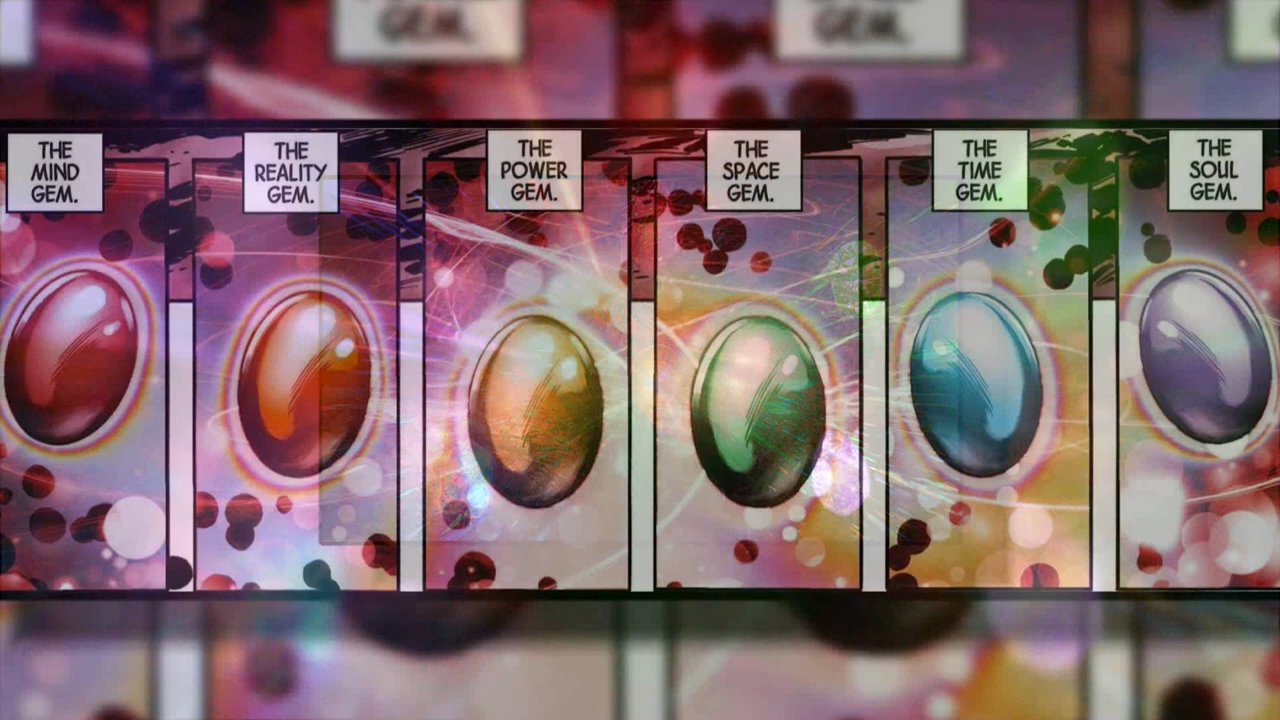 GEM.
GEM.
THE
MIND
GEM.
THE
REALITY
GEM.
THE
POWER
GEM.
THE
SPACE
GEM.
THE
TIME
GEM.
THE
SOUL
GEM.